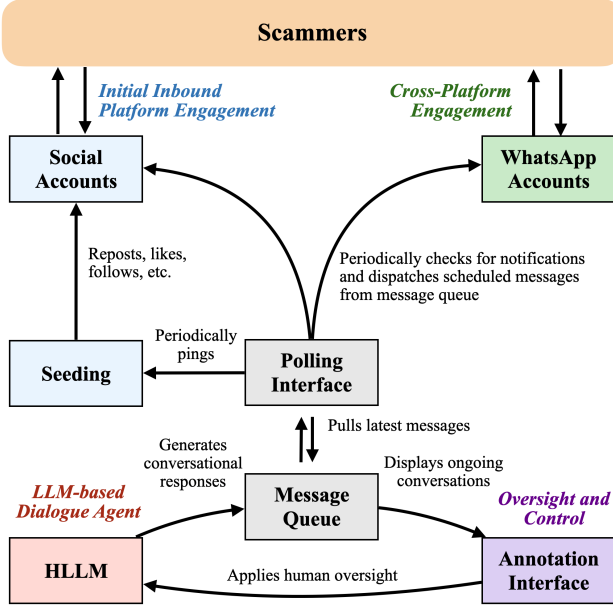 Scammers
Initial Inbound
Platform Engagement
Cross-Platform
Engagement
Social
Accounts
WhatsApp
Accounts
Reposts, likes,
follows, etc.
Periodically checks for notifications
and dispatches scheduled messages
from message queue
Periodically
pings
Seeding
Polling
Interface
Pulls latest messages
Generates
conversational
responses
Displays ongoing
conversations
LLM-based
Dialogue Agent
Message
Queue
Oversight and
Control
HLLM
Applies human oversight
Annotation
Interface